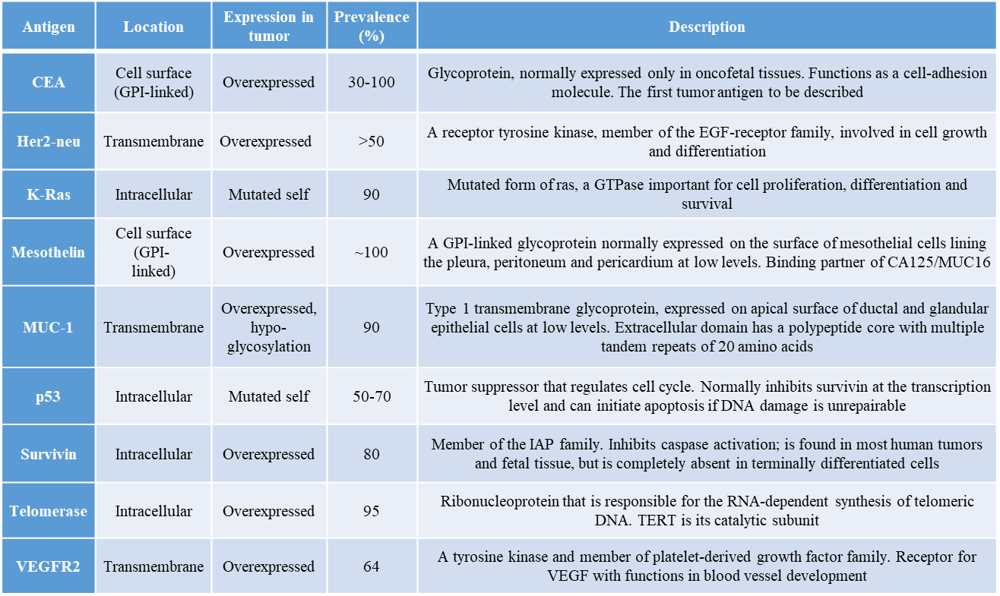 Antigen
Location
Expression in
tumor
Prevalence
(%)
Description
CEA
Cell surface
(GPI-linked)
Overexpressed
30-100
Glycoprotein, normally expressed only in oncofetal tissues. Functions as a cell-adhesion
molecule. The first tumor antigen to be described
Her2-neu
Transmembrane
Overexpressed
>50
A receptor tyrosine kinase, member of the EGF-receptor family, involved in cell growth
and differentiation
K-Ras
Intracellular
Mutated self
90
Mutated form of ras, a GTPase important for cell proliferation, differentiation and
survival
Mesothelin
Cell surface
(GPI-
linked)
Overexpressed
~100
A GPI-linked glycoprotein normally expressed on the surface of mesothelial cells lining
the pleura, peritoneum and pericardium at low levels. Binding partner of CA125/MUC16
MUC-1
Transmembrane
Overexpressed,
hypo-
glycosylation
90
Type 1 transmembrane glycoprotein, expressed on apical surface of ductal and glandular
epithelial cells at low levels. Extracellular domain has a polypeptide core with multiple
tandem repeats of 20 amino acids
p53
Intracellular
Mutated self
50-70
Tumor suppressor that regulates cell cycle. Normally inhibits survivin at the transcription
level and can initiate apoptosis if DNA damage is unrepairable
Survivin
Intracellular
Overexpressed
80
Member of the IAP family. Inhibits caspase activation; is found in most human tumors
and fetal tissue, but is completely absent in terminally differentiated cells
Telomerase
Intracellular
Overexpressed
95
Ribonucleoprotein that is responsible for the RNA-dependent synthesis of telomeric
DNA. TERT is its catalytic subunit
VEGFR2
Transmembrane
Overexpressed
64
A tyrosine kinase and member of platelet-derived growth factor family. Receptor for
VEGF with functions in blood vessel development